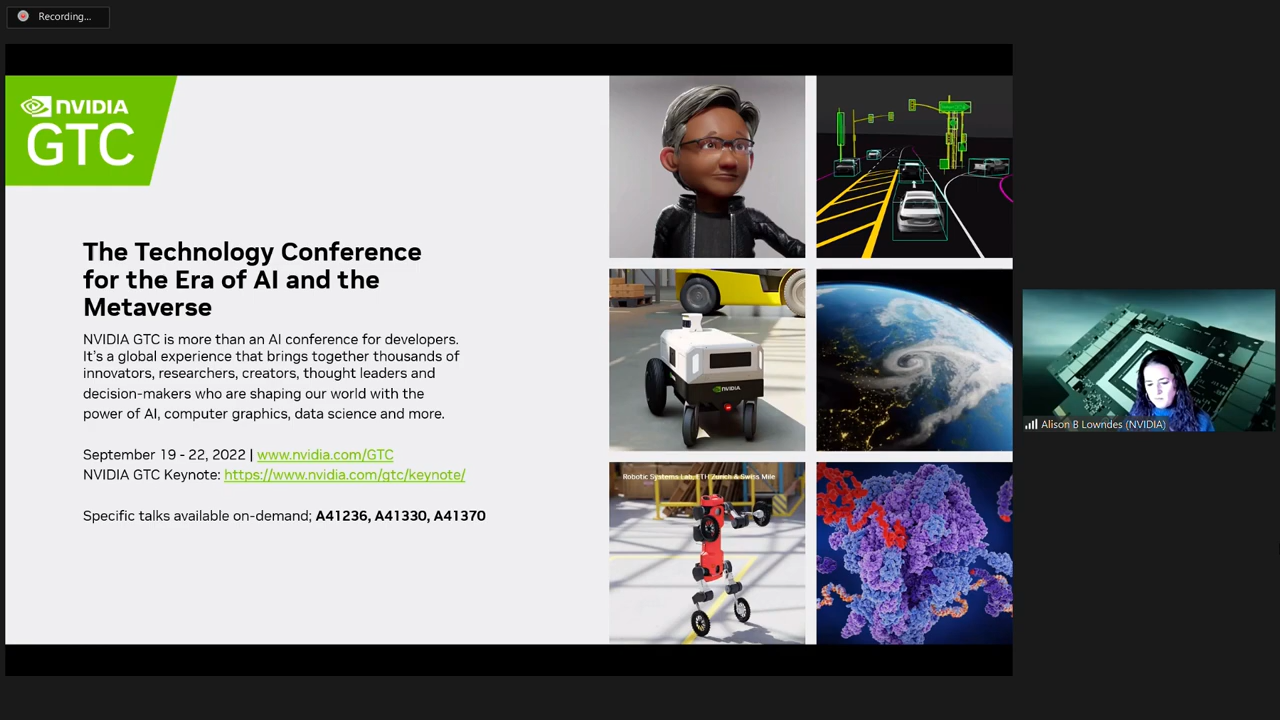 Recording...
NVIDIA
GTC
The Technology Conference
for the Era of AI and the
Metaverse
NVIDIA GTC is more than an AI conference for developers.
It's a global experience that brings together thousands of
innovators, researchers, creators, thought leaders and
decision-makers who are shaping our world with the
power of AI, computer graphics, data science and more.
September 19 - 22, 2022 | www.nvidia.com/GTC
NVIDIA GTC Keynote: https://www.nvidia.com/gtc/keynote/
Specific talks available on-demand; A41236, A41330, A41370
NVIDIA
Robotic Systems Lab, ETH Zurich & Swiss Mile
Alison B Lowndes (NVIDIA)